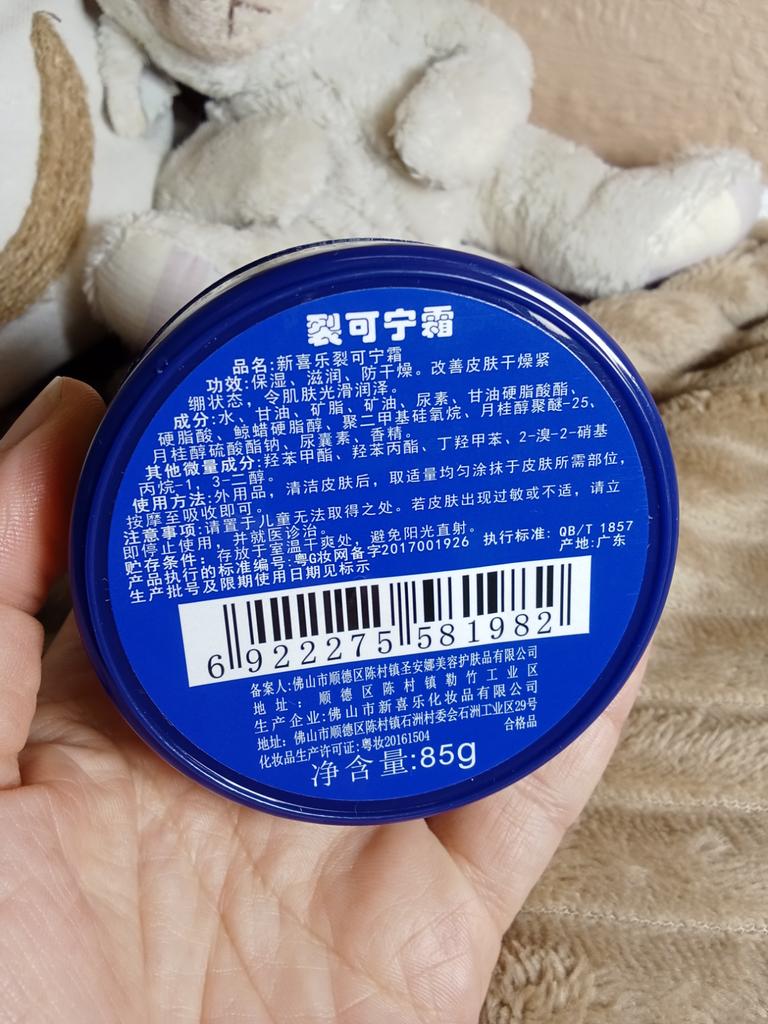 裂可宁霜
品名:新喜乐裂可宁霜
功效:保湿、滋润、防干燥。改善皮肤干燥紧
绷状态，令肌肤光滑润泽。
成分:水、甘油、矿脂、矿油、尿素、甘油硬脂酸酯、
硬脂酸、鲸蜡硬脂醇、聚二甲基硅氧烷、月桂醇聚醚-25、
月桂醇硫酸酯钠、尿囊素、香精。
其他微量成分:羟苯甲酯、羟苯丙酯、丁羟甲苯、2-溴-2-硝基
丙烷-1，3-二醇。
使用方法:外用品，清洁皮肤后，取适量均匀涂抹于皮肤所需部位，
按摩至吸收即可。
注意事项:请置于儿童无法取得之处。若皮肤出现过敏或不适，请立
即停止使用，并就医诊治。
贮存条件：存放于室温干爽处，避免阳光直射。 执行标准: QB/T 1857
产品执行的标准编号:粤G妆网备字2017001926 产地:广东
生产批号及限期使用日期见标示
6 922275 581982
备案人:佛山市顺德区陈村镇圣安娜美容护肤品有限公司
地址：顺德区陈村镇勒竹工业区
生产企业:佛山市新喜乐化妆品有限公司
地址:佛山市顺德区陈村镇石洲村委会石洲工业区29号
化妆品生产许可证:粤妆20161504 合格品
净含量:85g